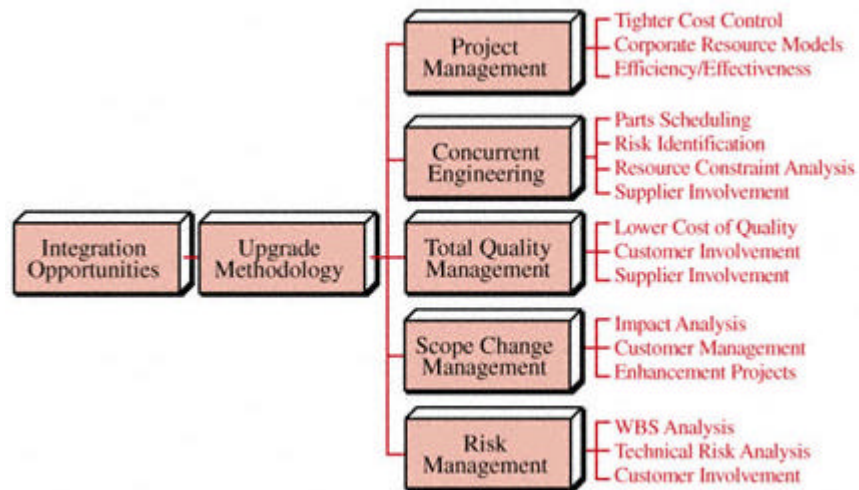 Integration
Opportunities
Upgrade
Methodology
Project
Management
Tighter Cost Control
Corporate Resource Models
Efficiency/Effectiveness
Concurrent
Engineering
Parts Scheduling
Risk Identification
Resource Constraint Analysis
Supplier Involvement
Total Quality
Management
Lower Cost of Quality
Customer Involvement
Supplier Involvement
Scope Change
Management
Impact Analysis
Customer Management
Enhancement Projects
Risk
Management
WBS Analysis
Technical Risk Analysis
Customer Involvement